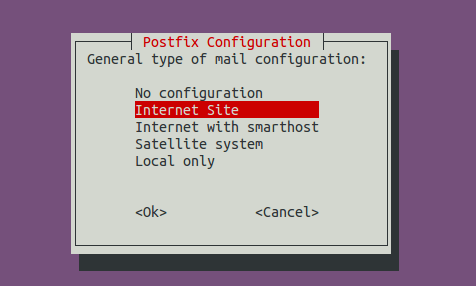 Postfix Configuration
General type of mail configuration:
No configuration
Internet Site
Internet with smarthost
Satellite system
Local only
<Ok> <Cancel>